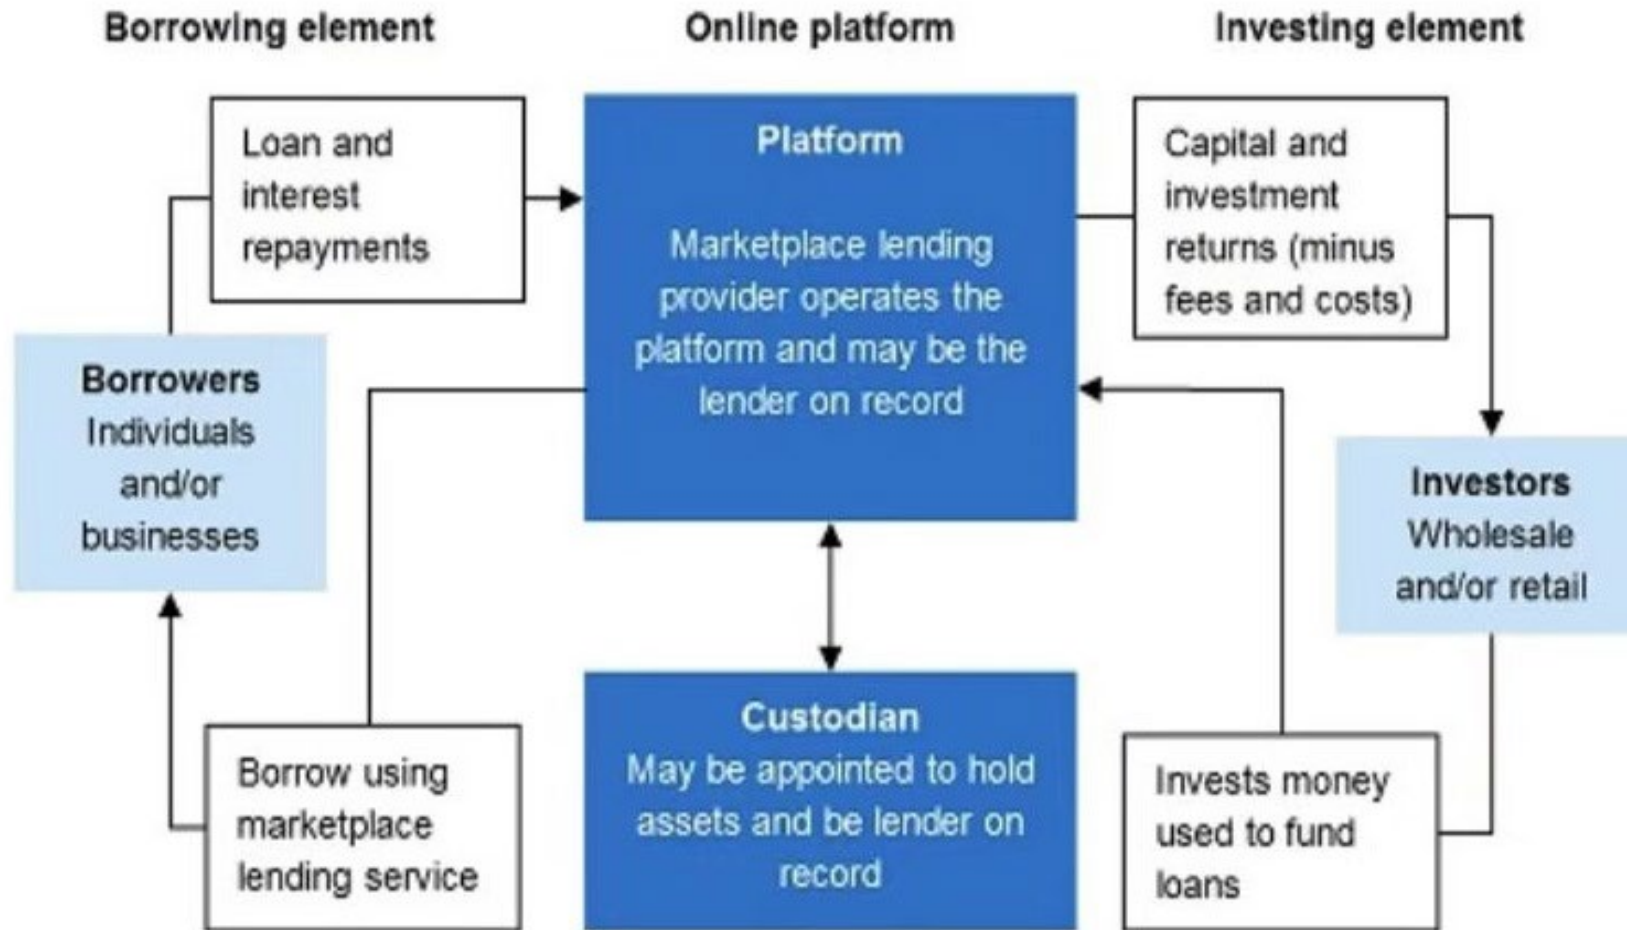 Borrowing element
Online platform
Investing element
Loan and
interest
repayments
Platform
Marketplace lending
provider operates the
platform and may be the
lender on record
Capital and
investment
returns (minus
fees and costs)
Borrowers
Individuals
and/or
businesses
Investors
Wholesale
and/or retail
Borrow using
marketplace
lending service
Custodian
May be appointed to hold
assets and be lender on
record
Invests money
used to fund
loans